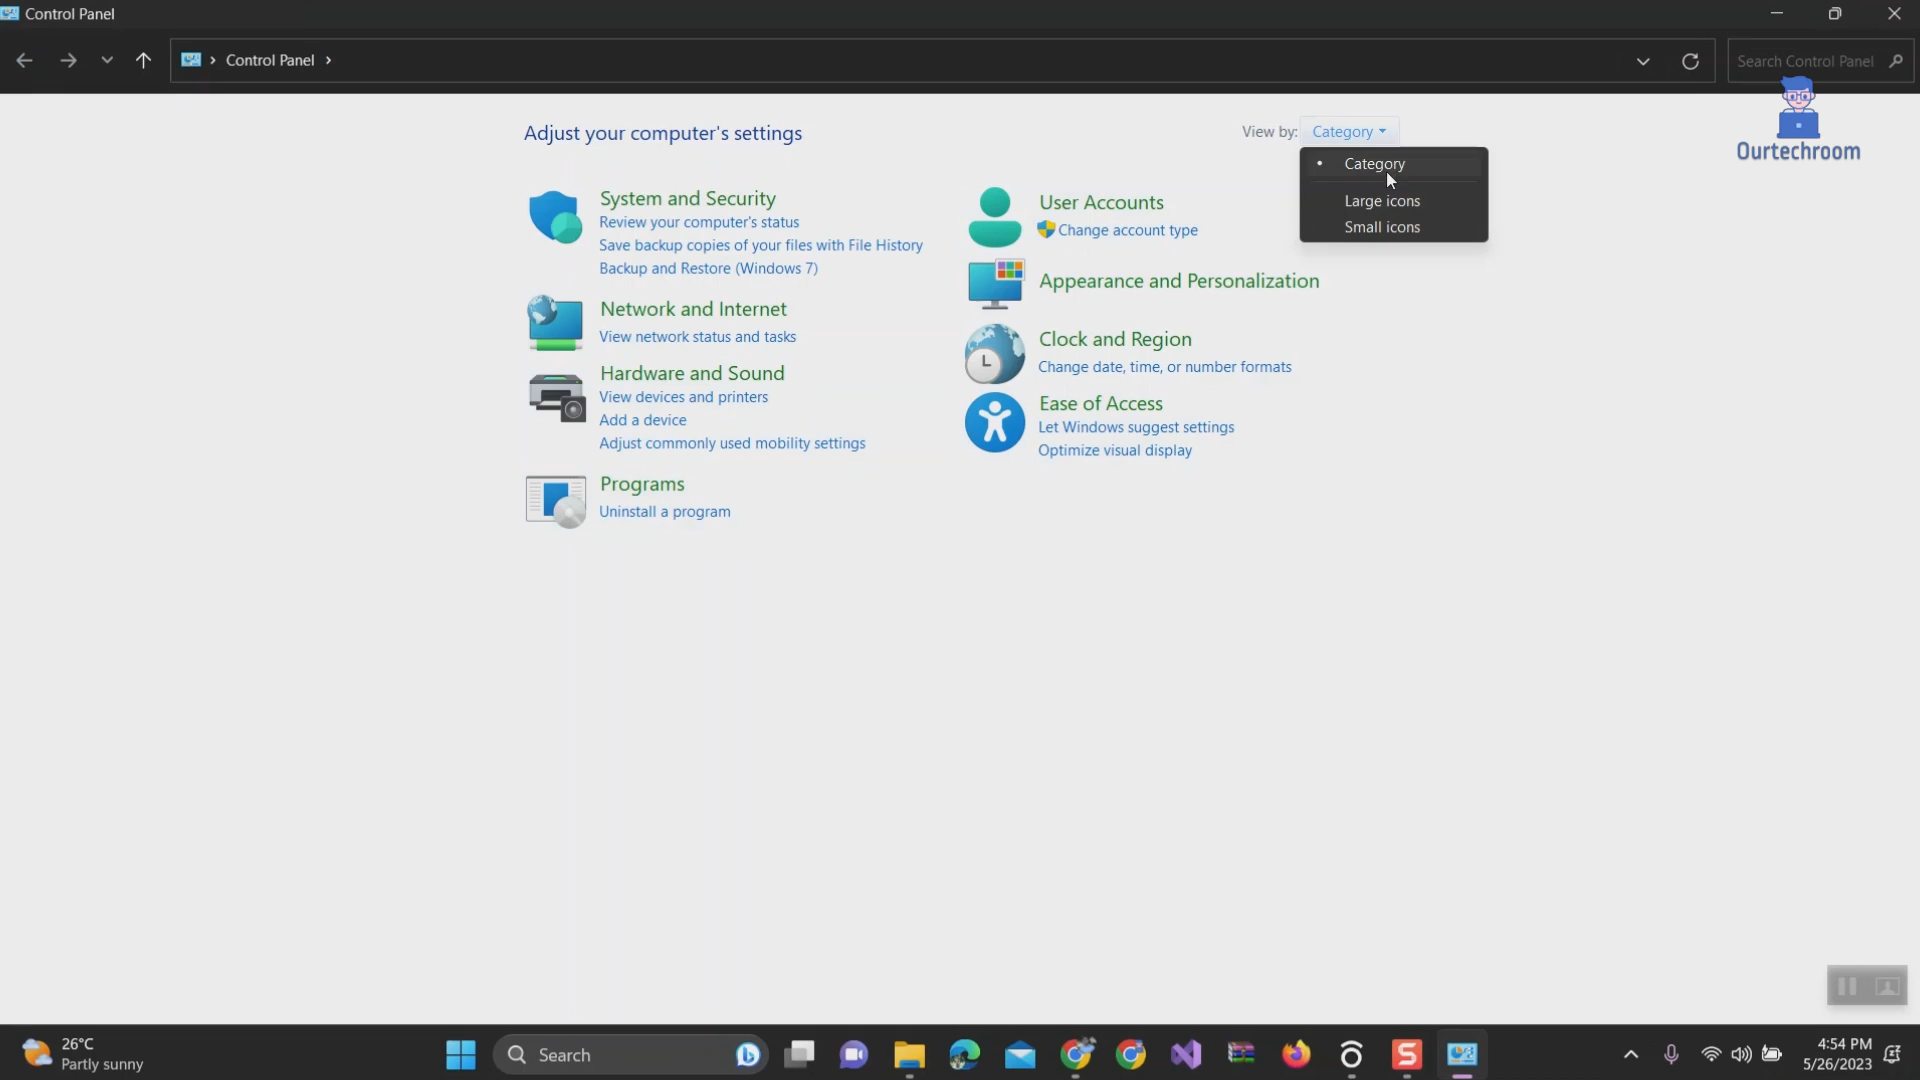 Control Panel
Control Panel
Search Control Panel
Ourtechroom
Adjust your computer's settings
View by: Category
Category
Large icons
Small icons
System and Security
Review your computer's status
Save backup copies of your files with File History
Backup and Restore (Windows 7)
Network and Internet
View network status and tasks
Hardware and Sound
View devices and printers
Add a device
Adjust commonly used mobility settings
Programs
Uninstall a program
User Accounts
Change account type
Appearance and Personalization
Clock and Region
Change date, time, or number formats
Ease of Access
Let Windows suggest settings
Optimize visual display
26°C
Partly sunny
Search
S
4:54 PM
5/26/2023